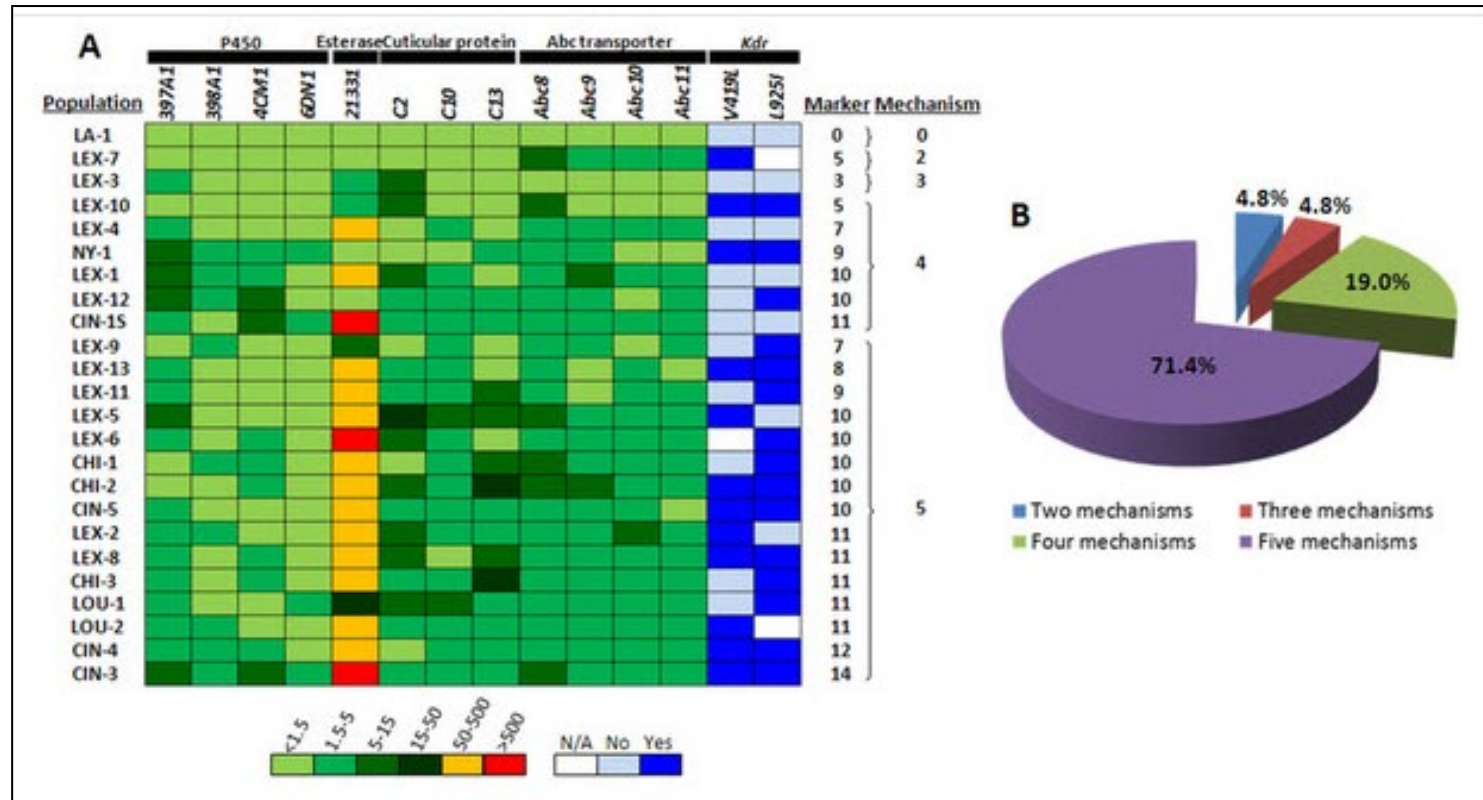 A
P450 Esterase Cuticular protein Abc transporter Kdr
Population 397A1 398A1 4CM1 6DN1 21331 C2 C10 C13 Abc8 Abc9 Abc10 Abc11 V419L L925I Marker Mechanism
LA-1 0 } 0
LEX-7 5 } 2
LEX-3 3 } 3
LEX-10 5
LEX-4 7
NY-1 9
4
LEX-1 10
LEX-12 10
CIN-15 11
LEX-9 7
LEX-13 8
LEX-11 9
LEX-5 10
LEX-6 10
CHI-1 10
CHI-2 10
CIN-5 10 5
LEX-2 11
LEX-8 11
CHI-3 11
LOU-1 11
LOU-2 11
CIN-4 12
CIN-3 14
<1.5 1.5-5 5-15 15-50 50-500 >500
N/A No Yes
B
4.8% 4.8%
19.0%
71.4%
Two mechanisms Three mechanisms
Four mechanisms Five mechanisms